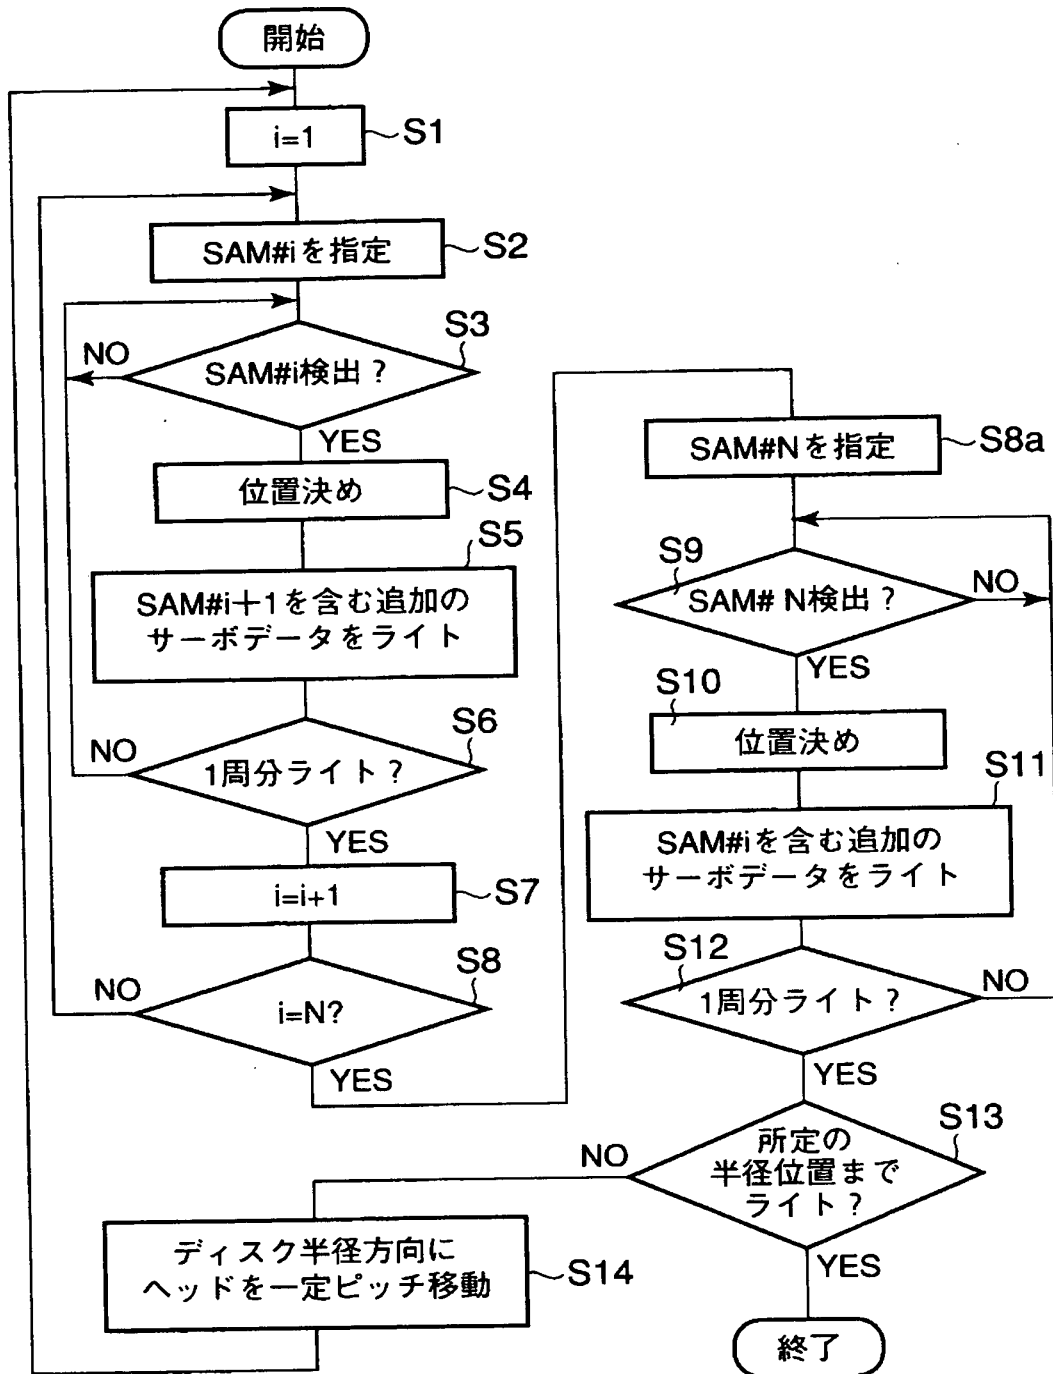 開始
i=1
S1
SAM#iを指定
S2
S3
SAM#i検出？
NO
YES
位置決め
S4
S5
SAM#i+1を含む追加の
サーボデータをライト
S6
1周分ライト？
NO
YES
i=i+1
S7
S8
i=N?
NO
YES
SAM#Nを指定
S8a
S9
SAM# N検出？
NO
YES
S10
位置決め
S11
SAM#iを含む追加の
サーボデータをライト
S12
1周分ライト？
NO
YES
S13
所定の
半径位置まで
ライト？
NO
YES
ディスク半径方向に
ヘッドを一定ピッチ移動
S14
終了